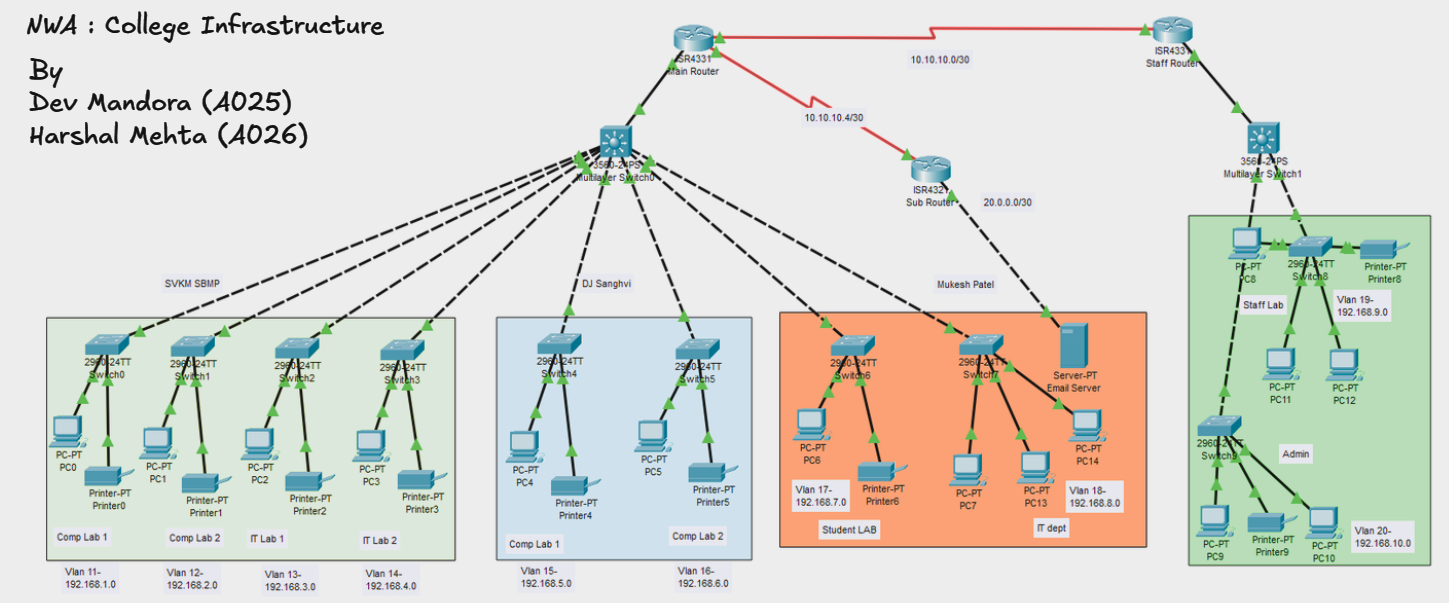 NWA : College Infrastructure
By
Dev Mandora (A025)
Harshal Mehta (A026)
ISR4331
Main Router
10.10.10.0/30
ISR4331
Staff Router
10.10.10.4/30
3560-24PS
Multilayer Switch0
ISR4321
Sub Router
20.0.0.0/30
3560-24PS
Multilayer Switch1
SVKM SBMP
DJ Sanghvi
Mukesh Patel
2960-24TT
Switch0
2960-24TT
Switch1
2960-24TT
Switch2
2960-24TT
Switch3
PC-PT
PC0
Printer-PT
Printer0
PC-PT
PC1
Printer-PT
Printer1
PC-PT
PC2
Printer-PT
Printer2
PC-PT
PC3
Printer-PT
Printer3
Comp Lab 1
Comp Lab 2
IT Lab 1
IT Lab 2
Vlan 11-
192.168.1.0
Vlan 12-
192.168.2.0
Vlan 13-
192.168.3.0
Vlan 14-
192.168.4.0
2960-24TT
Switch4
2960-24TT
Switch5
PC-PT
PC4
Printer-PT
Printer4
PC-PT
PC5
Printer-PT
Printer5
Comp Lab 1
Comp Lab 2
Vlan 15-
192.168.5.0
Vlan 16-
192.168.6.0
2960-24TT
Switch6
2960-24TT
Switch7
Server-PT
Email Server
PC-PT
PC6
Printer-PT
Printer6
PC-PT
PC7
PC-PT
PC13
PC-PT
PC14
Vlan 17-
192.168.7.0
Student LAB
Vlan 18-
192.168.8.0
IT dept
PC-PT
PC8
2960-24TT
Switch8
Printer-PT
Printer8
Staff Lab
Vlan 19-
192.168.9.0
PC-PT
PC11
PC-PT
PC12
2960-24TT
Switch9
Admin
PC-PT
PC9
Printer-PT
Printer9
PC-PT
PC10
Vlan 20-
192.168.10.0